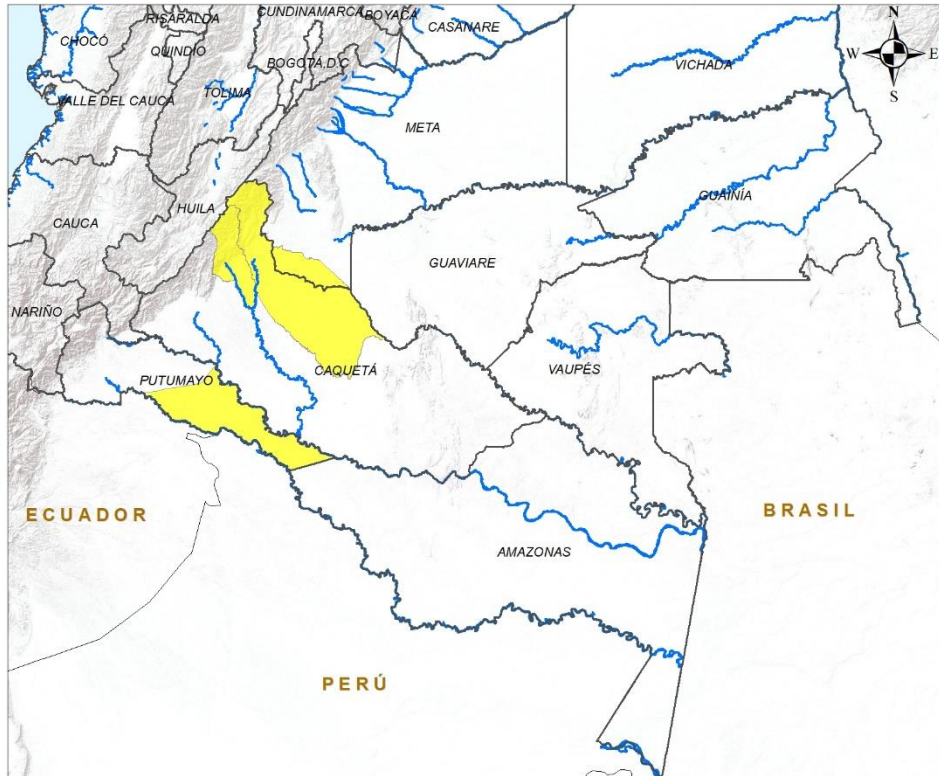 RISARALDA
CUNDINAMARCA
BOYACÁ
CASANARE
CHOCÓ
QUINDIO
BOGOTÁ D.C
VICHADA
N
W E
S
VALLE DEL CAUCA
TOLIMA
META
CAUCA
HUILA
GUAINÍA
GUAVIARE
NARIÑO
CAQUETÁ
VAUPÉS
PUTUMAYO
ECUADOR
BRASIL
AMAZONAS
PERÚ